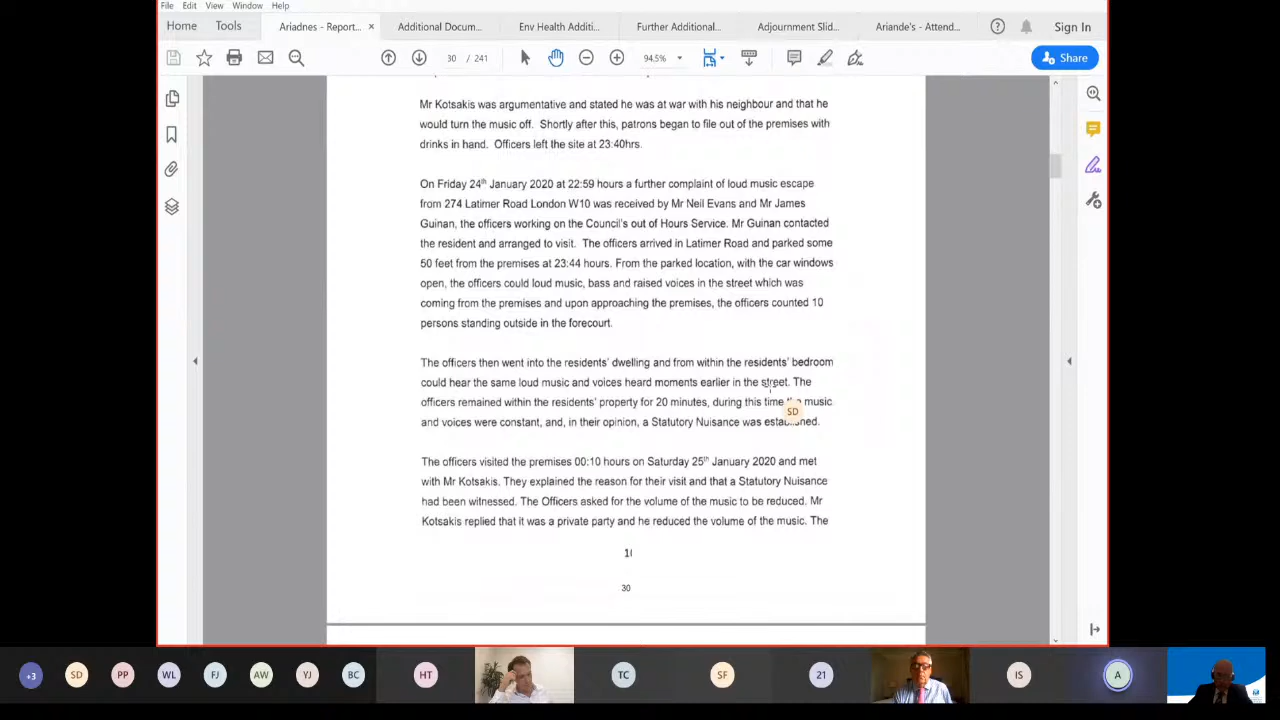 File Edit View Window Help
Home Tools Ariadnes - Report... × Additional Docum... Env Health Additi... Further Additional... Adjournment Slid... Ariande's - Attend... Sign In
30 / 241 94.5% Share
Mr Kotsakis was argumentative and stated he was at war with his neighbour and that he
would turn the music off. Shortly after this, patrons began to file out of the premises with
drinks in hand. Officers left the site at 23:40hrs.
On Friday 24th January 2020 at 22:59 hours a further complaint of loud music escape
from 274 Latimer Road London W10 was received by Mr Neil Evans and Mr James
Guinan, the officers working on the Council's out of Hours Service. Mr Guinan contacted
the resident and arranged to visit. The officers arrived in Latimer Road and parked some
50 feet from the premises at 23:44 hours. From the parked location, with the car windows
open, the officers could loud music, bass and raised voices in the street which was
coming from the premises and upon approaching the premises, the officers counted 10
persons standing outside in the forecourt.
The officers then went into the residents' dwelling and from within the residents' bedroom
could hear the same loud music and voices heard moments earlier in the street. The
officers remained within the residents' property for 20 minutes, during this time the music
SD
and voices were constant, and, in their opinion, a Statutory Nuisance was established.
The officers visited the premises 00:10 hours on Saturday 25th January 2020 and met
with Mr Kotsakis. They explained the reason for their visit and that a Statutory Nuisance
had been witnessed. The Officers asked for the volume of the music to be reduced. Mr
Kotsakis replied that it was a private party and he reduced the volume of the music. The
30
+3 SD PP WL FJ AW YJ BC HT TC SF 21 IS A